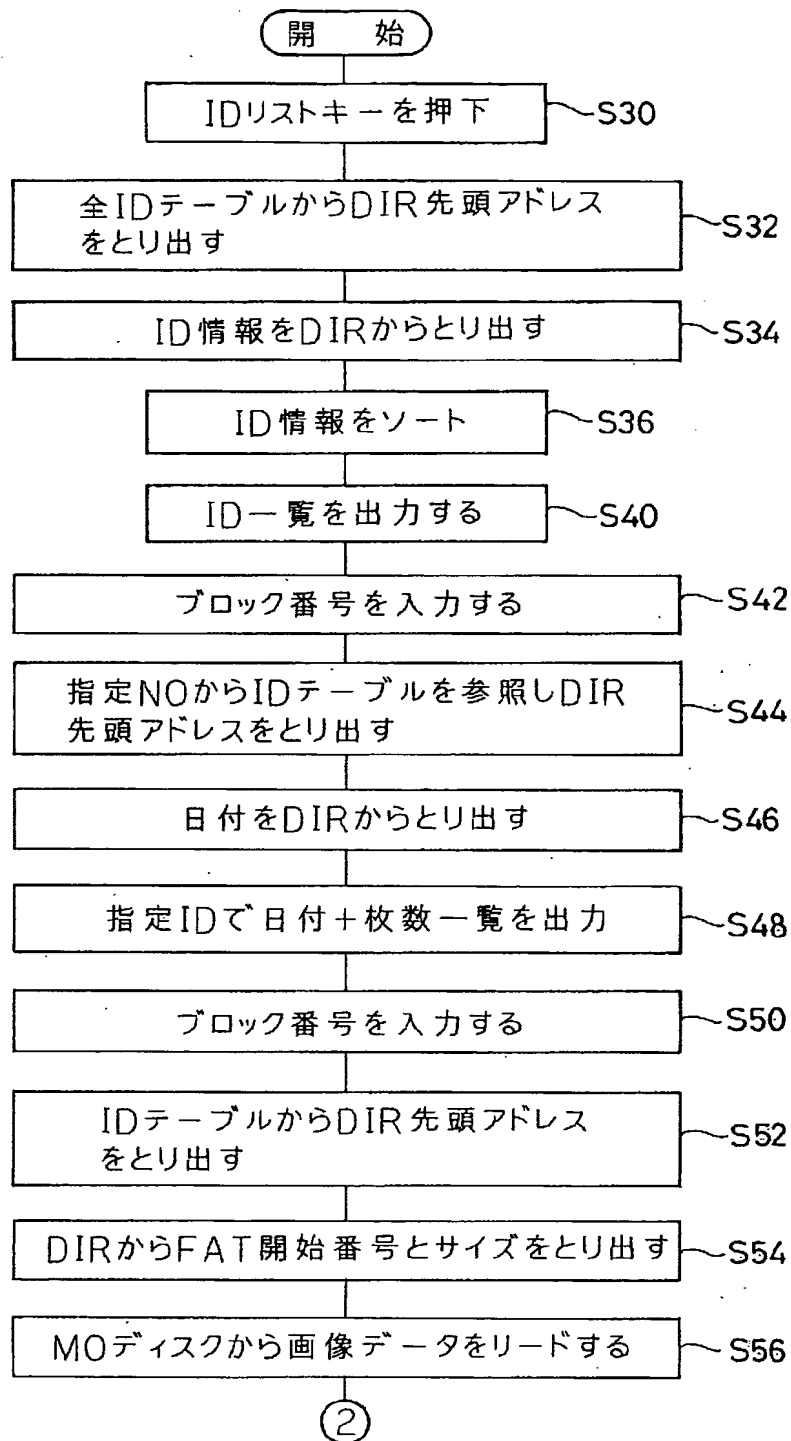 開 始
IDリストキーを押下
S30
全IDテーブルからDIR先頭アドレス
をとり出す
S32
ID情報をDIRからとり出す
S34
ID情報をソート
S36
ID一覧を出力する
S40
ブロック番号を入力する
S42
指定NOからIDテーブルを参照しDIR
先頭アドレスをとり出す
S44
日付をDIRからとり出す
S46
指定IDで日付+枚数一覧を出力
S48
ブロック番号を入力する
S50
IDテーブルからDIR先頭アドレス
をとり出す
S52
DIRからFAT開始番号とサイズをとり出す
S54
MOディスクから画像データをリードする
S56
2